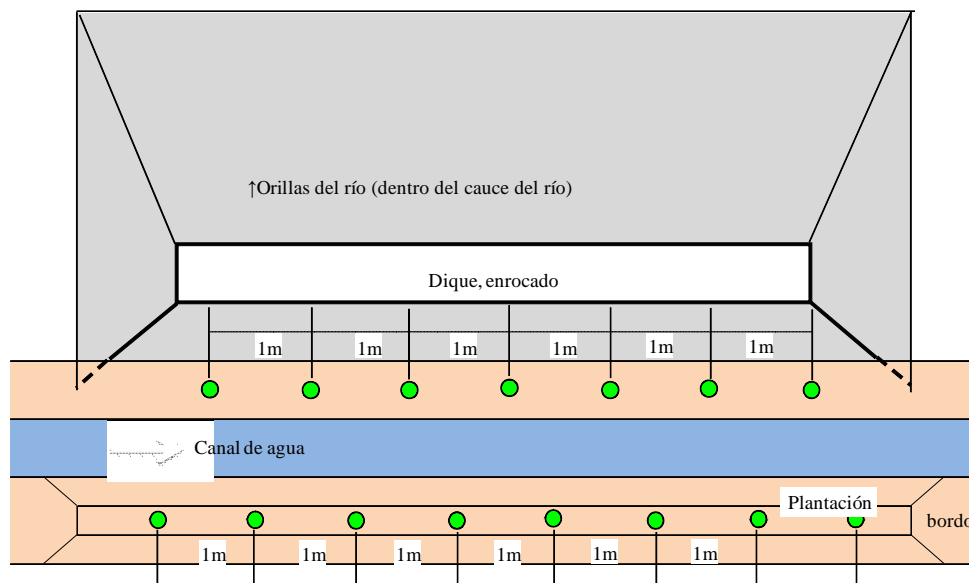 ↑Orillas del río (dentro del cauce del río)
Dique, enrocado
1m 1m 1m 1m 1m 1m
Canal de agua
Plantación
bordo
1m 1m 1m 1m 1m 1m